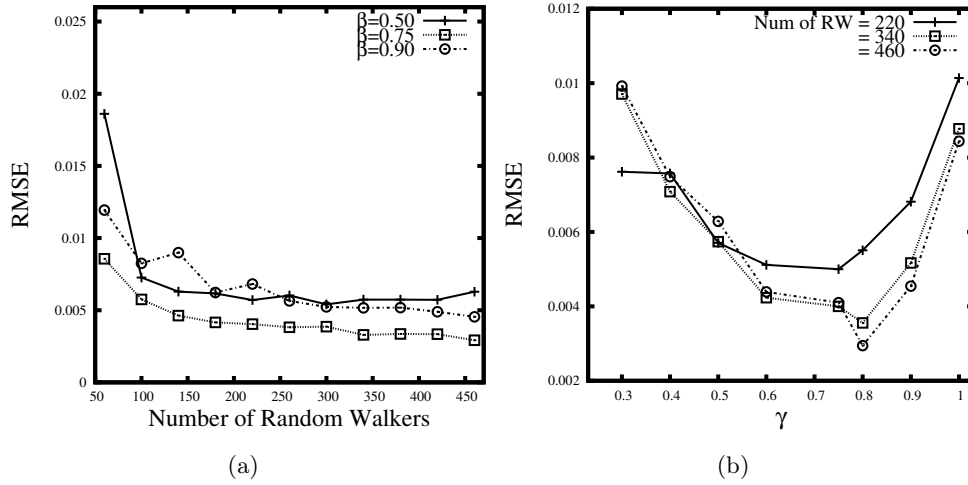 RMSE
0.025
0.02
0.015
0.01
0.005
0
β=0.50
β=0.75
β=0.90
50 100 150 200 250 300 350 400 450
Number of Random Walkers
(a)
RMSE
0.012
0.01
0.008
0.006
0.004
0.002
Num of RW = 220
= 340
= 460
0.3 0.4 0.5 0.6 0.7 0.8 0.9 1
γ
(b)